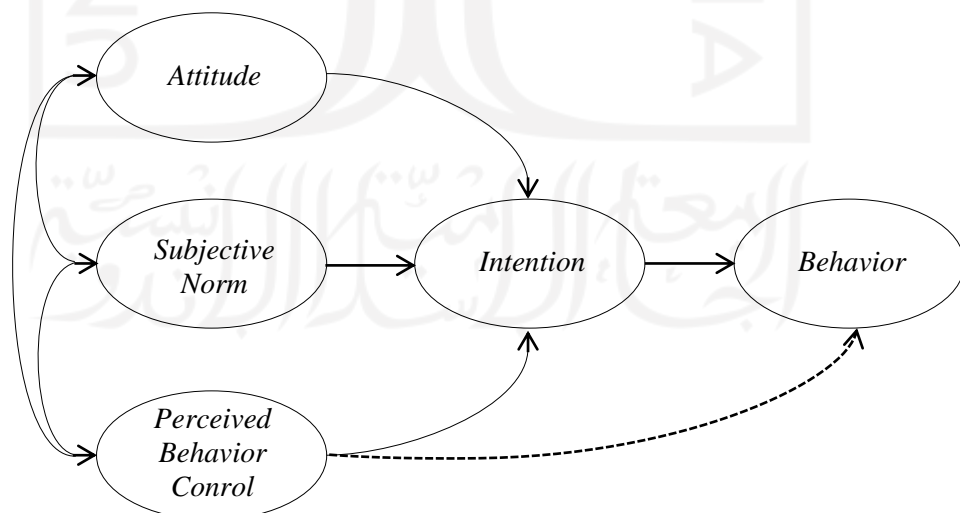 Attitude
Subjective
Norm
Intention
Behavior
Perceived
Behavior
Conrol